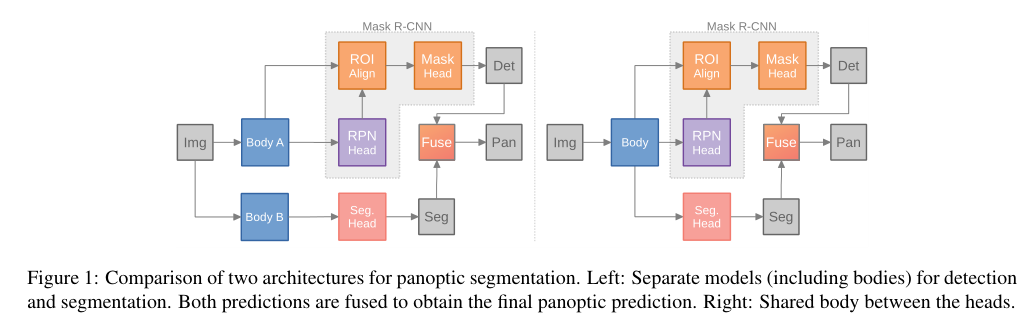 Mask R-CNN
ROI
Align
Mask
Head
Det
Img
Body A
RPN
Head
Fuse
Pan
Body B
Seg.
Head
Seg
Mask R-CNN
ROI
Align
Mask
Head
Det
Img
Body
RPN
Head
Fuse
Pan
Seg.
Head
Seg
Figure 1: Comparison of two architectures for panoptic segmentation. Left: Separate models (including bodies) for detection
and segmentation. Both predictions are fused to obtain the final panoptic prediction. Right: Shared body between the heads.